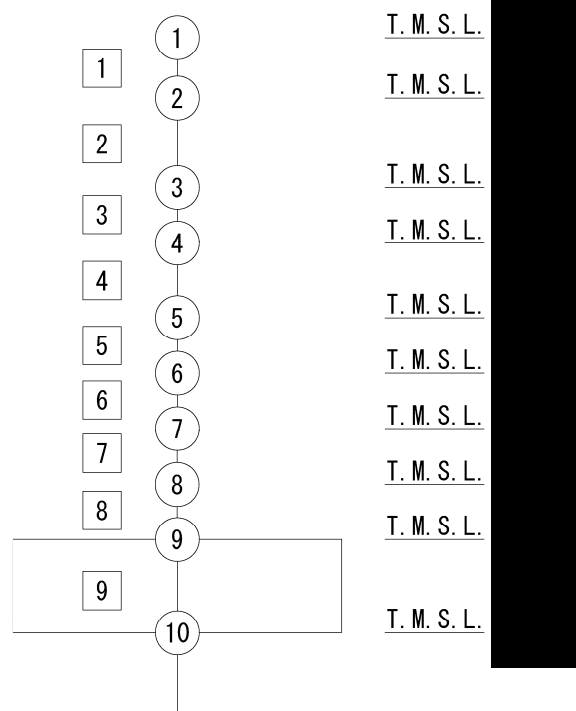 1 T.M.S.L.
1
2 T.M.S.L.
2
3 T.M.S.L.
3
4 T.M.S.L.
4
5 T.M.S.L.
5
6 T.M.S.L.
6
7 T.M.S.L.
7
8 T.M.S.L.
8
9 T.M.S.L.
9
10 T.M.S.L.